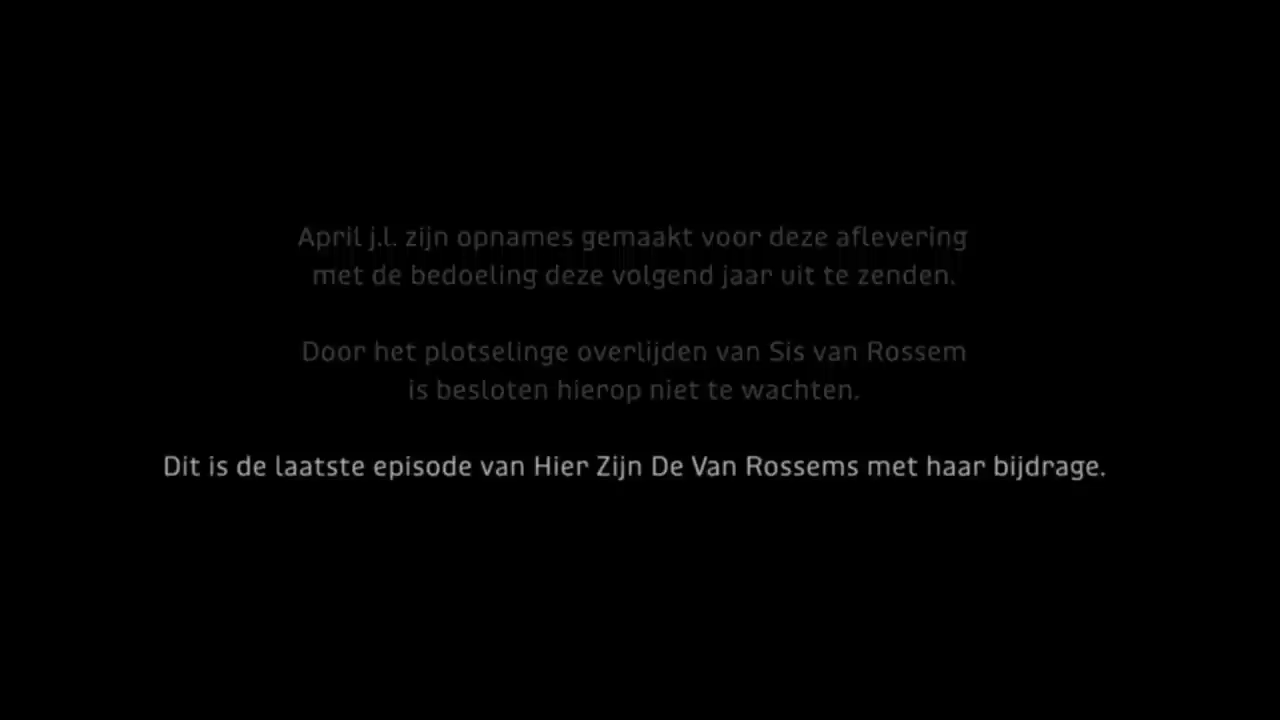 April j.l. zijn opnames gemaakt voor deze aflevering
met de bedoeling deze volgend jaar uit te zenden.
Door het plotselinge overlijden van Sis van Rossem
is besloten hierop niet te wachten.
Dit is de laatste episode van Hier Zijn De Van Rossems met haar bijdrage.